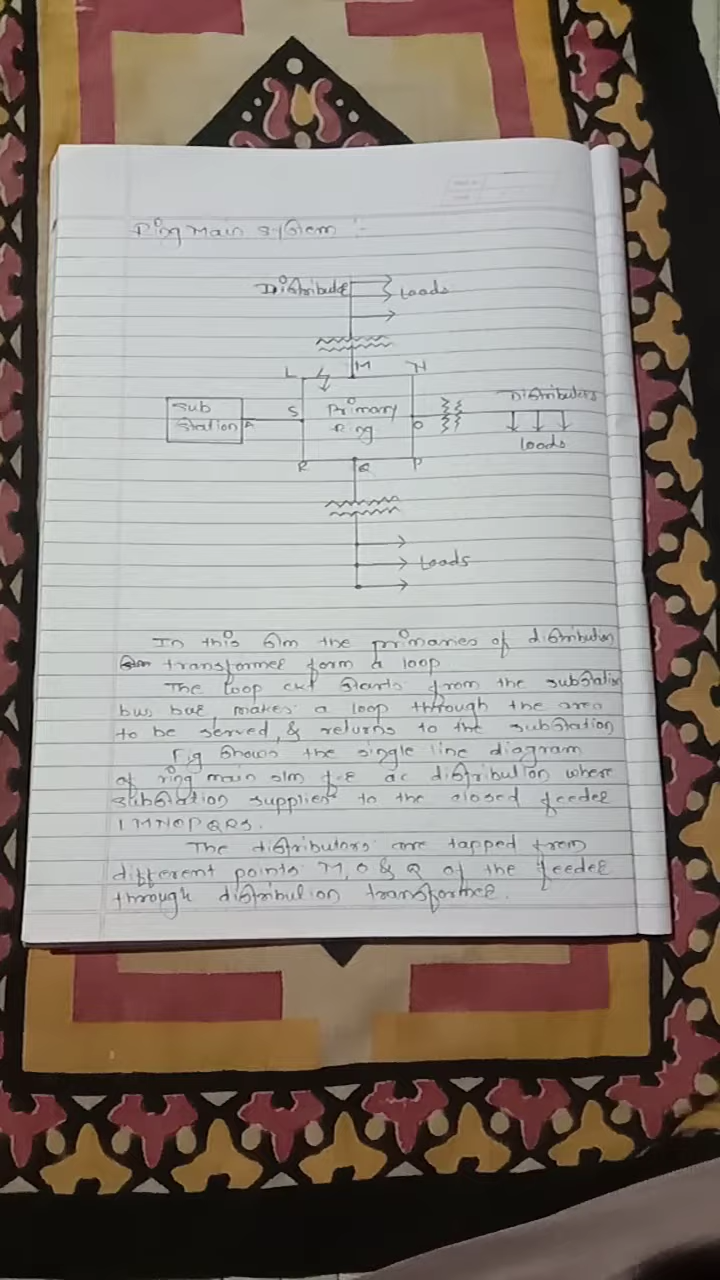 Ring Main System :-
Distributor Loads
L M N
Sub Station A S Primary Ring O Distributors
Loads
R Q P
Loads
In this s/m the primaries of distribution
transformer form a loop
The loop ckt starts from the substation
bus bar, makes a loop through the area
to be served, & returns to the substation
Fig shows the single line diagram
of ring main s/m for ac distribution where
substation supplies to the closed feeder
LMNOPQRS.
The distributors are tapped from
different points M, O & Q of the feeder
through distribution transformer.